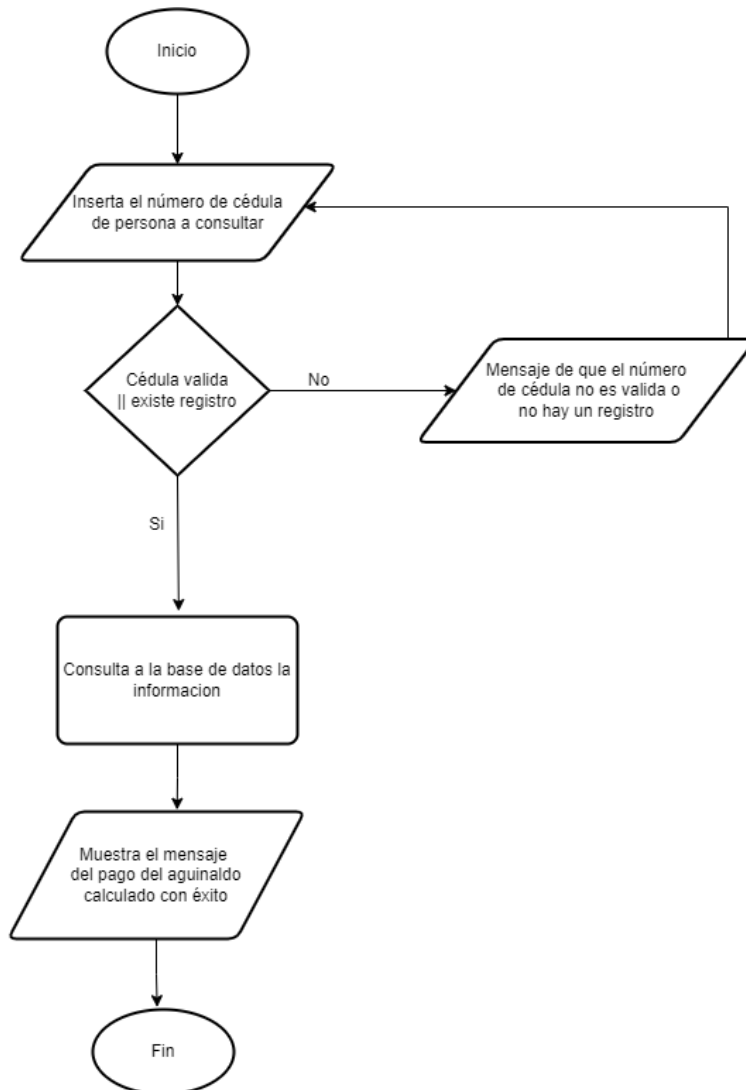 Inicio
Inserta el número de cédula
de persona a consultar
Cédula valida
|| existe registro
No
Mensaje de que el número
de cédula no es valida o
no hay un registro
Si
Consulta a la base de datos la
informacion
Muestra el mensaje
del pago del aguinaldo
calculado con éxito
Fin